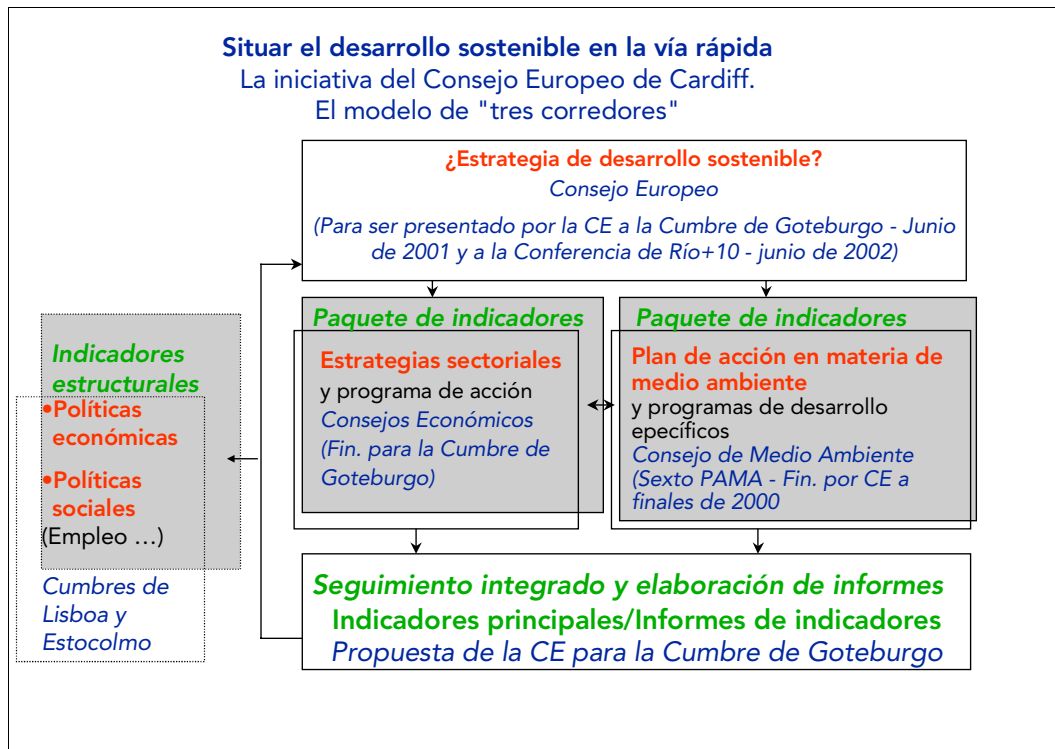 Situar el desarrollo sostenible en la vía rápida
La iniciativa del Consejo Europeo de Cardiff.
El modelo de "tres corredores"
¿Estrategia de desarrollo sostenible?
Consejo Europeo
(Para ser presentado por la CE a la Cumbre de Goteburgo - Junio
de 2001 y a la Conferencia de Río+10 - junio de 2002)
Indicadores
estructurales
•Políticas
económicas
•Políticas
sociales
(Empleo ...)
Cumbres de
Lisboa y
Estocolmo
Paquete de indicadores
Estrategias sectoriales
y programa de acción
Consejos Económicos
(Fin. para la Cumbre de
Goteburgo)
Paquete de indicadores
Plan de acción en materia de
medio ambiente
y programas de desarrollo
epecíficos
Consejo de Medio Ambiente
(Sexto PAMA - Fin. por CE a
finales de 2000
Seguimiento integrado y elaboración de informes
Indicadores principales/Informes de indicadores
Propuesta de la CE para la Cumbre de Goteburgo